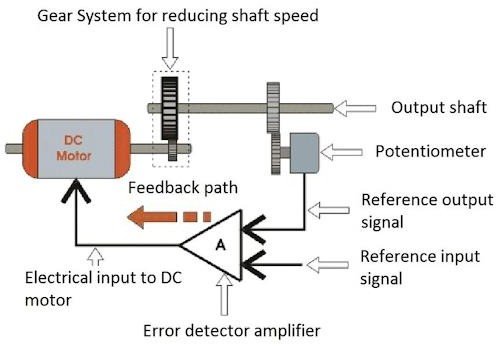 Gear System for reducing shaft speed
Output shaft
DC
Motor
Potentiometer
Feedback path
Reference output
signal
A
Reference input
signal
Electrical input to DC
motor
Error detector amplifier